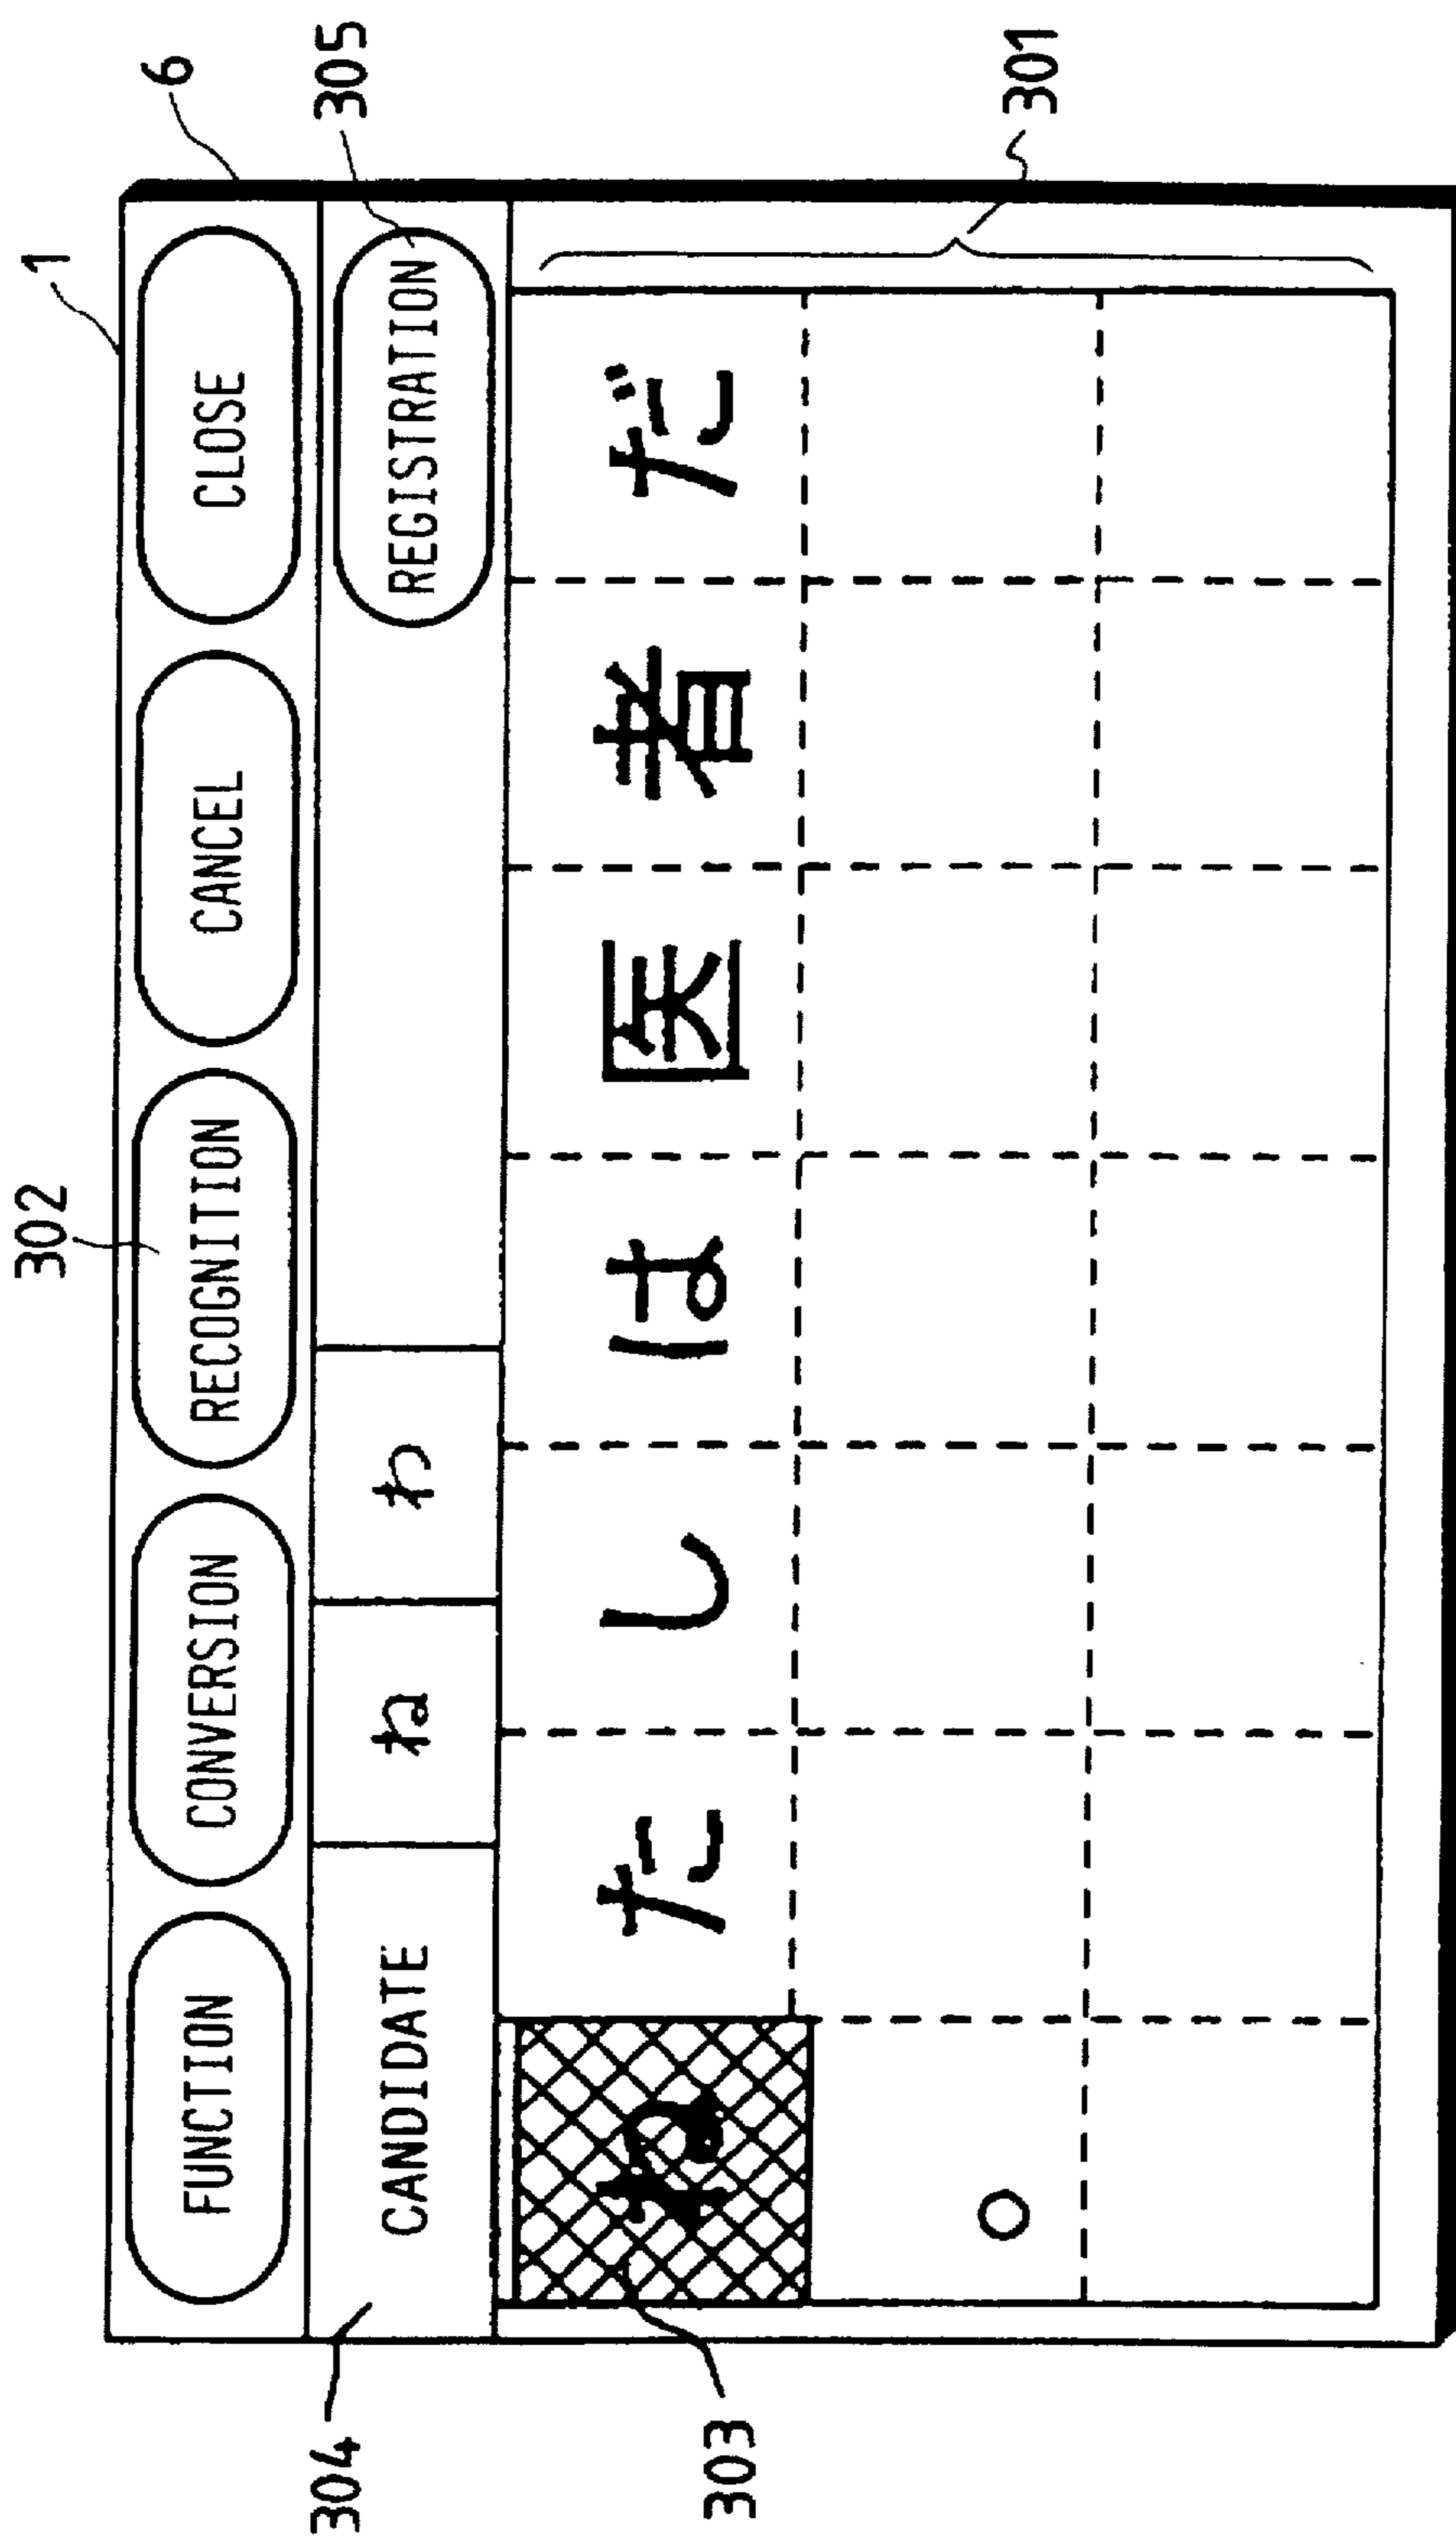 302 1 6
FUNCTION CONVERSION RECOGNITION CANCEL CLOSE
304 CANDIDATE ね わ REGISTRATION 305
303 ねたしは医者だ
。
301